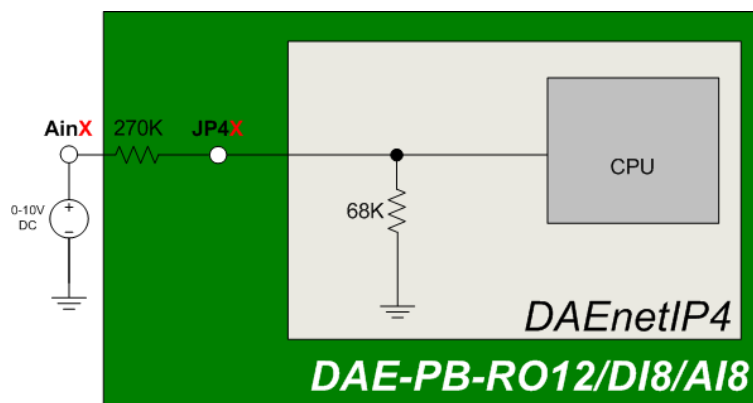 AinX 270K JP4X
CPU
0-10V
DC
+
−
68K
DAEnetIP4
DAE-PB-RO12/DI8/AI8